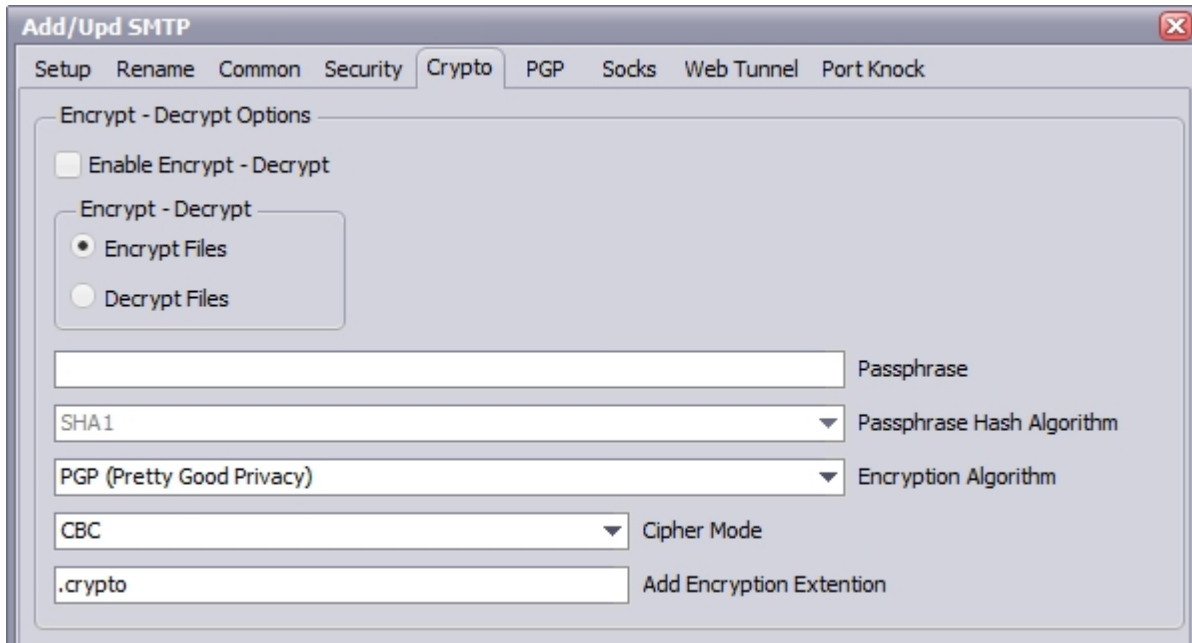 Add/Upd SMTP
Setup Rename Common Security Crypto PGP Socks Web Tunnel Port Knock
Encrypt - Decrypt Options
Enable Encrypt - Decrypt
Encrypt - Decrypt
Encrypt Files
Decrypt Files
Passphrase
SHA1 Passphrase Hash Algorithm
PGP (Pretty Good Privacy) Encryption Algorithm
CBC Cipher Mode
.crypto Add Encryption Extention